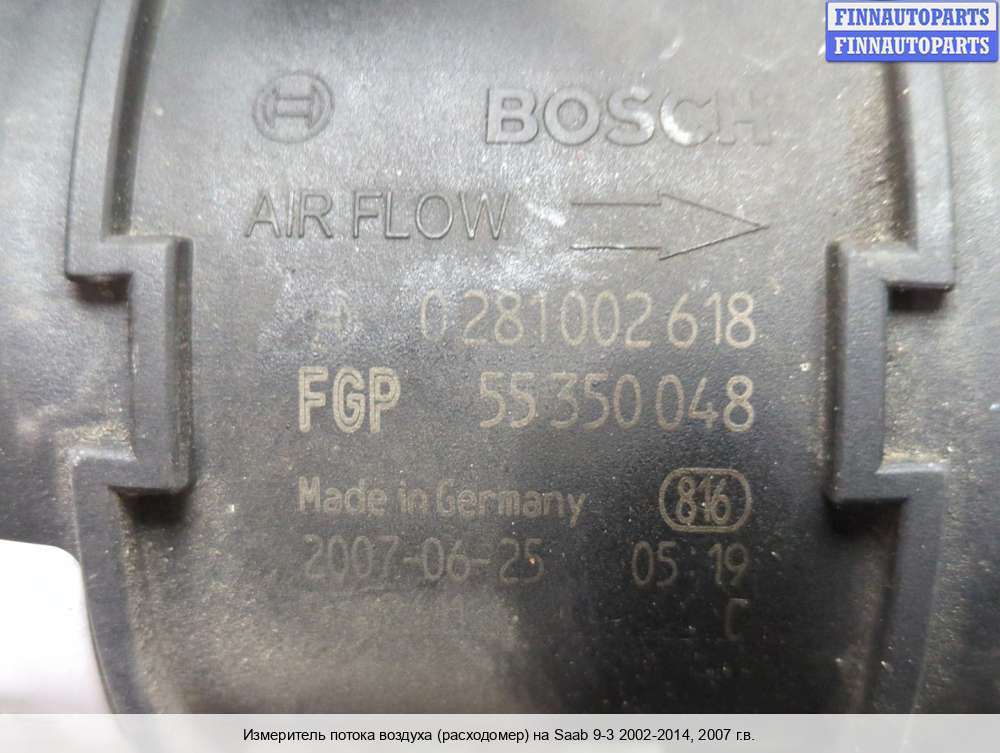 FINNAUTOPARTS
FINNAUTOPARTS
BOSCH
AIR FLOW
0 281 002 618
FGP 55 350 048
Made in Germany 816
2007-06-25 05 19
C
Измеритель потока воздуха (расходомер) на Saab 9-3 2002-2014, 2007 г.в.